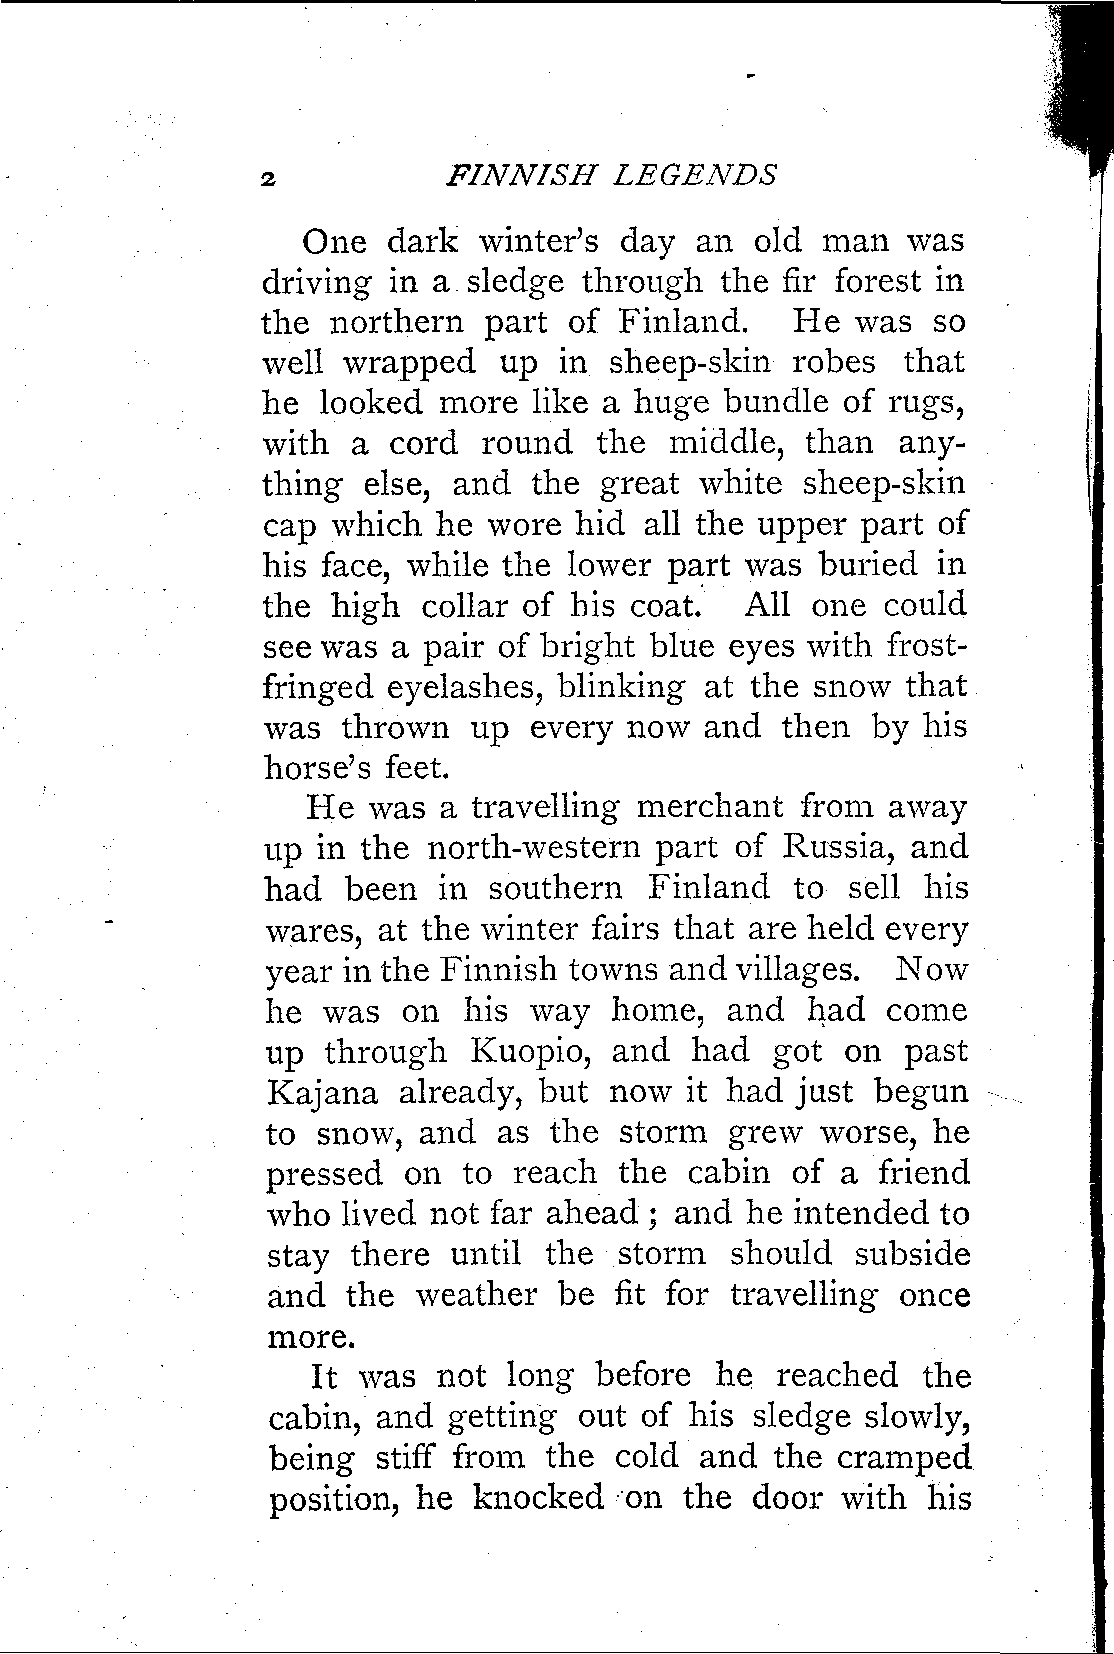 2 FINNISH LEGENDS
One dark winter's day an old man was
driving in a sledge through the fir forest in
the northern part of Finland. He was so
well wrapped up in sheep-skin robes that
he looked more like a huge bundle of rugs,
with a cord round the middle, than any-
thing else, and the great white sheep-skin
cap which he wore hid all the upper part of
his face, while the lower part was buried in
the high collar of his coat. All one could
see was a pair of bright blue eyes with frost-
fringed eyelashes, blinking at the snow that
was thrown up every now and then by his
horse's feet.
He was a travelling merchant from away
up in the north-western part of Russia, and
had been in southern Finland to sell his
wares, at the winter fairs that are held every
year in the Finnish towns and villages. Now
he was on his way home, and had come
up through Kuopio, and had got on past
Kajana already, but now it had just begun
to snow, and as the storm grew worse, he
pressed on to reach the cabin of a friend
who lived not far ahead ; and he intended to
stay there until the storm should subside
and the weather be fit for travelling once
more.
It was not long before he reached the
cabin, and getting out of his sledge slowly,
being stiff from the cold and the cramped
position, he knocked on the door with his